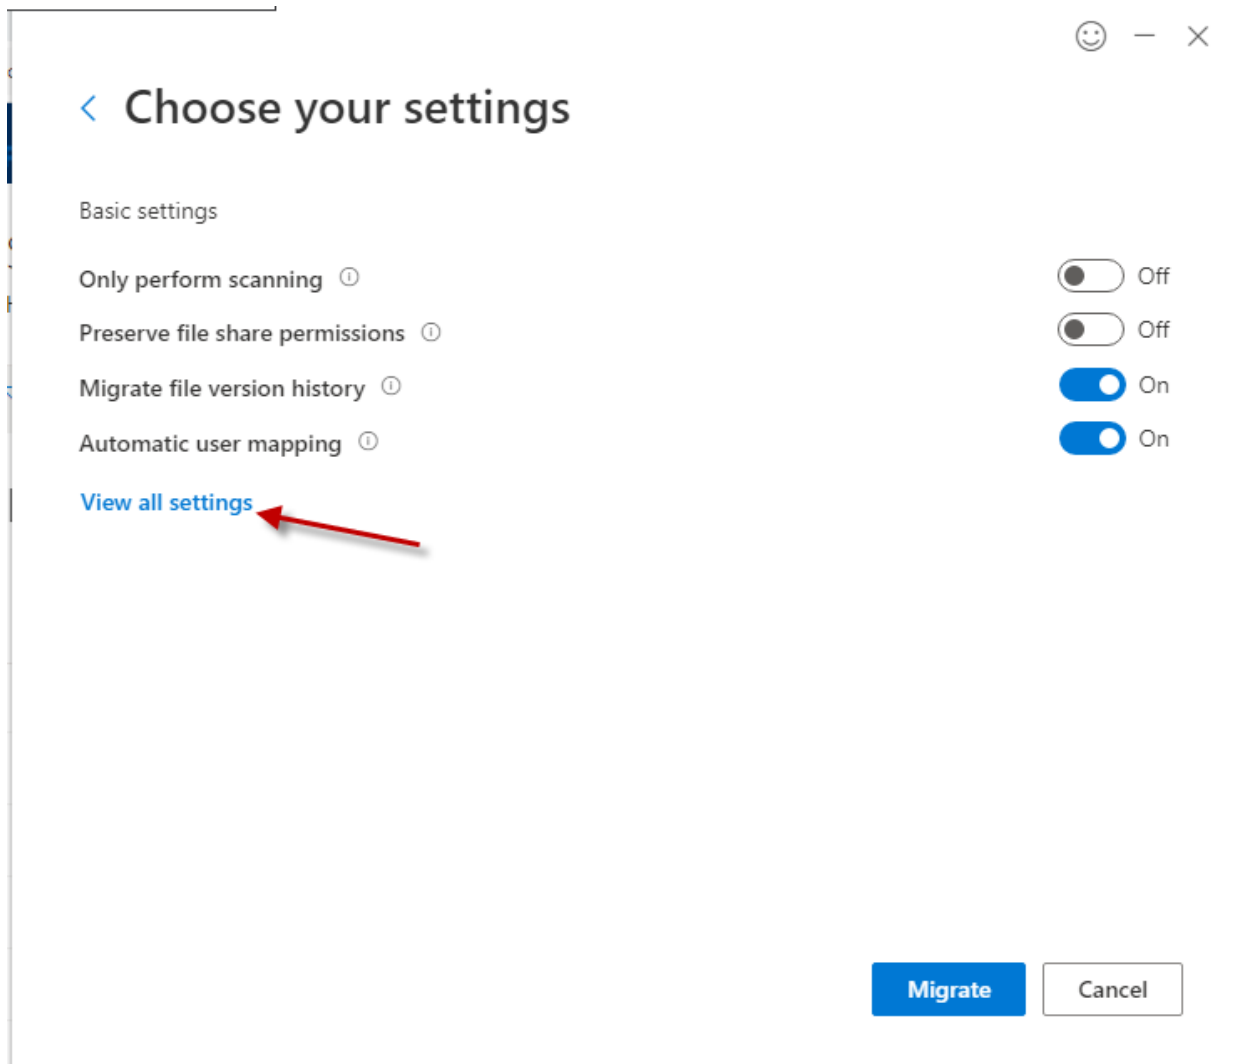 Choose your settings
Basic settings
Only perform scanning Off
Preserve file share permissions Off
Migrate file version history On
Automatic user mapping On
View all settings
Migrate Cancel